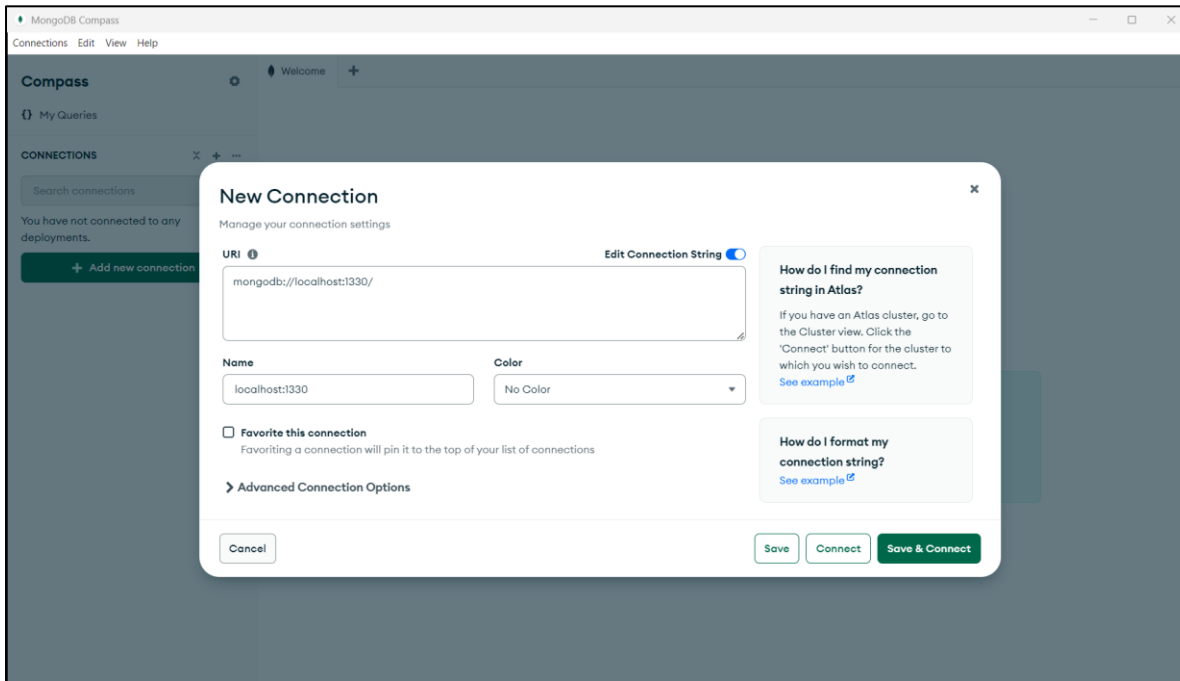 MongoDB Compass
Connections Edit View Help
Compass
Welcome
{} My Queries
CONNECTIONS
Search connections
You have not connected to any
deployments.
+ Add new connection
New Connection
Manage your connection settings
URI
Edit Connection String
mongodb://localhost:1330/
Name
Color
localhost:1330
No Color
Favorite this connection
Favoriting a connection will pin it to the top of your list of connections
Advanced Connection Options
How do I find my connection
string in Atlas?
If you have an Atlas cluster, go to
the Cluster view. Click the
'Connect' button for the cluster to
which you wish to connect.
See example
How do I format my
connection string?
See example
Cancel
Save
Connect
Save & Connect